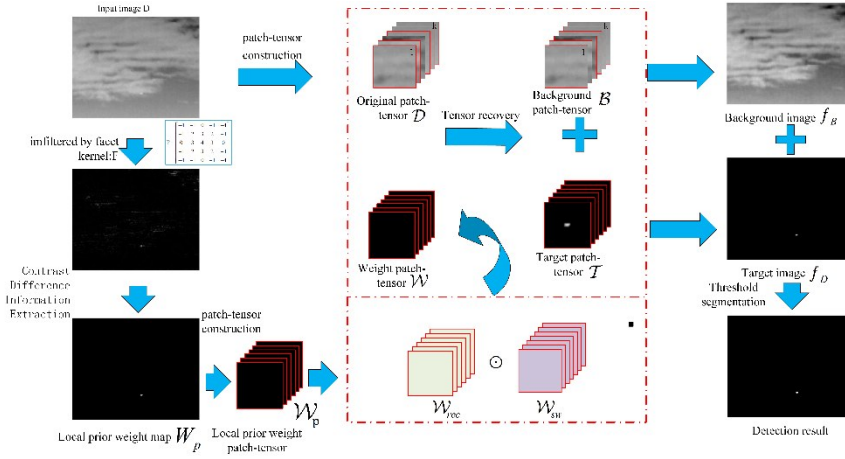 Input image D
patch-tensor
construction
k
1
Original patch-
tensor 𝒟
Tensor recovery
k
1
Background
patch-tensor ℬ
Background image f_B
imfiltered by facet
kernel:F
Contrast
Difference
Information
Extraction
Weight patch-
tensor 𝒲
Target patch-
tensor 𝒯
Target image f_D
Threshold
segmentation
patch-tensor
construction
𝒲_p
𝒲_rec
⊙
𝒲_sw
Local prior weight map W_p
Local prior weight
patch-tensor
Detection result